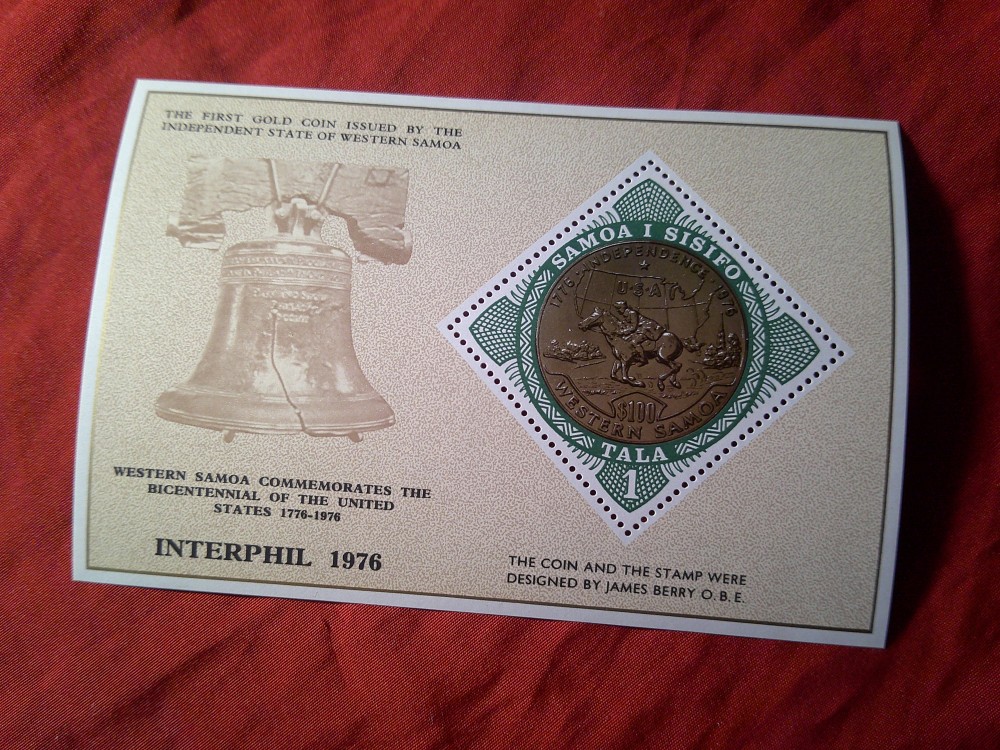 THE FIRST GOLD COIN ISSUED BY THE
INDEPENDENT STATE OF WESTERN SAMOA
SAMOA I SISIFO
1776 · INDEPENDENCE · 1976
U·S·A
$100
WESTERN SAMOA
TALA
1
WESTERN SAMOA COMMEMORATES THE
BICENTENNIAL OF THE UNITED
STATES 1776-1976
INTERPHIL 1976
THE COIN AND THE STAMP WERE
DESIGNED BY JAMES BERRY O.B.E.